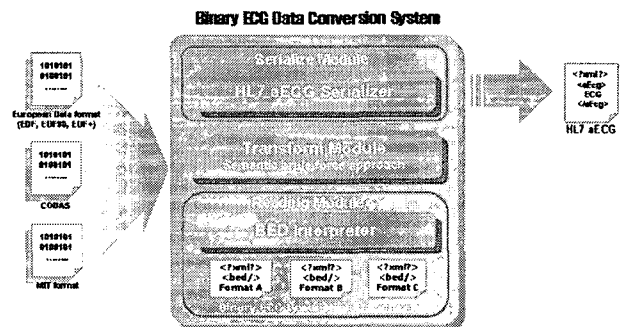 Binary ECG Data Conversion System
1010101
0100101
.......
European Data format
(EDF, EDF95, EDF+)
1010101
0100101
.......
CODAS
1010101
0100101
.......
MIT format
Serialize Module
HL7 aECG Serializer
Transform Module
approach
Reading Module
BED Interpreter
<?xml?>
<bed/>
Format A
<?xml?>
<bed/>
Format B
<?xml?>
<bed/>
Format C
<?xml?>
<aEcg>
ECG
</aEcg>
HL7 aECG